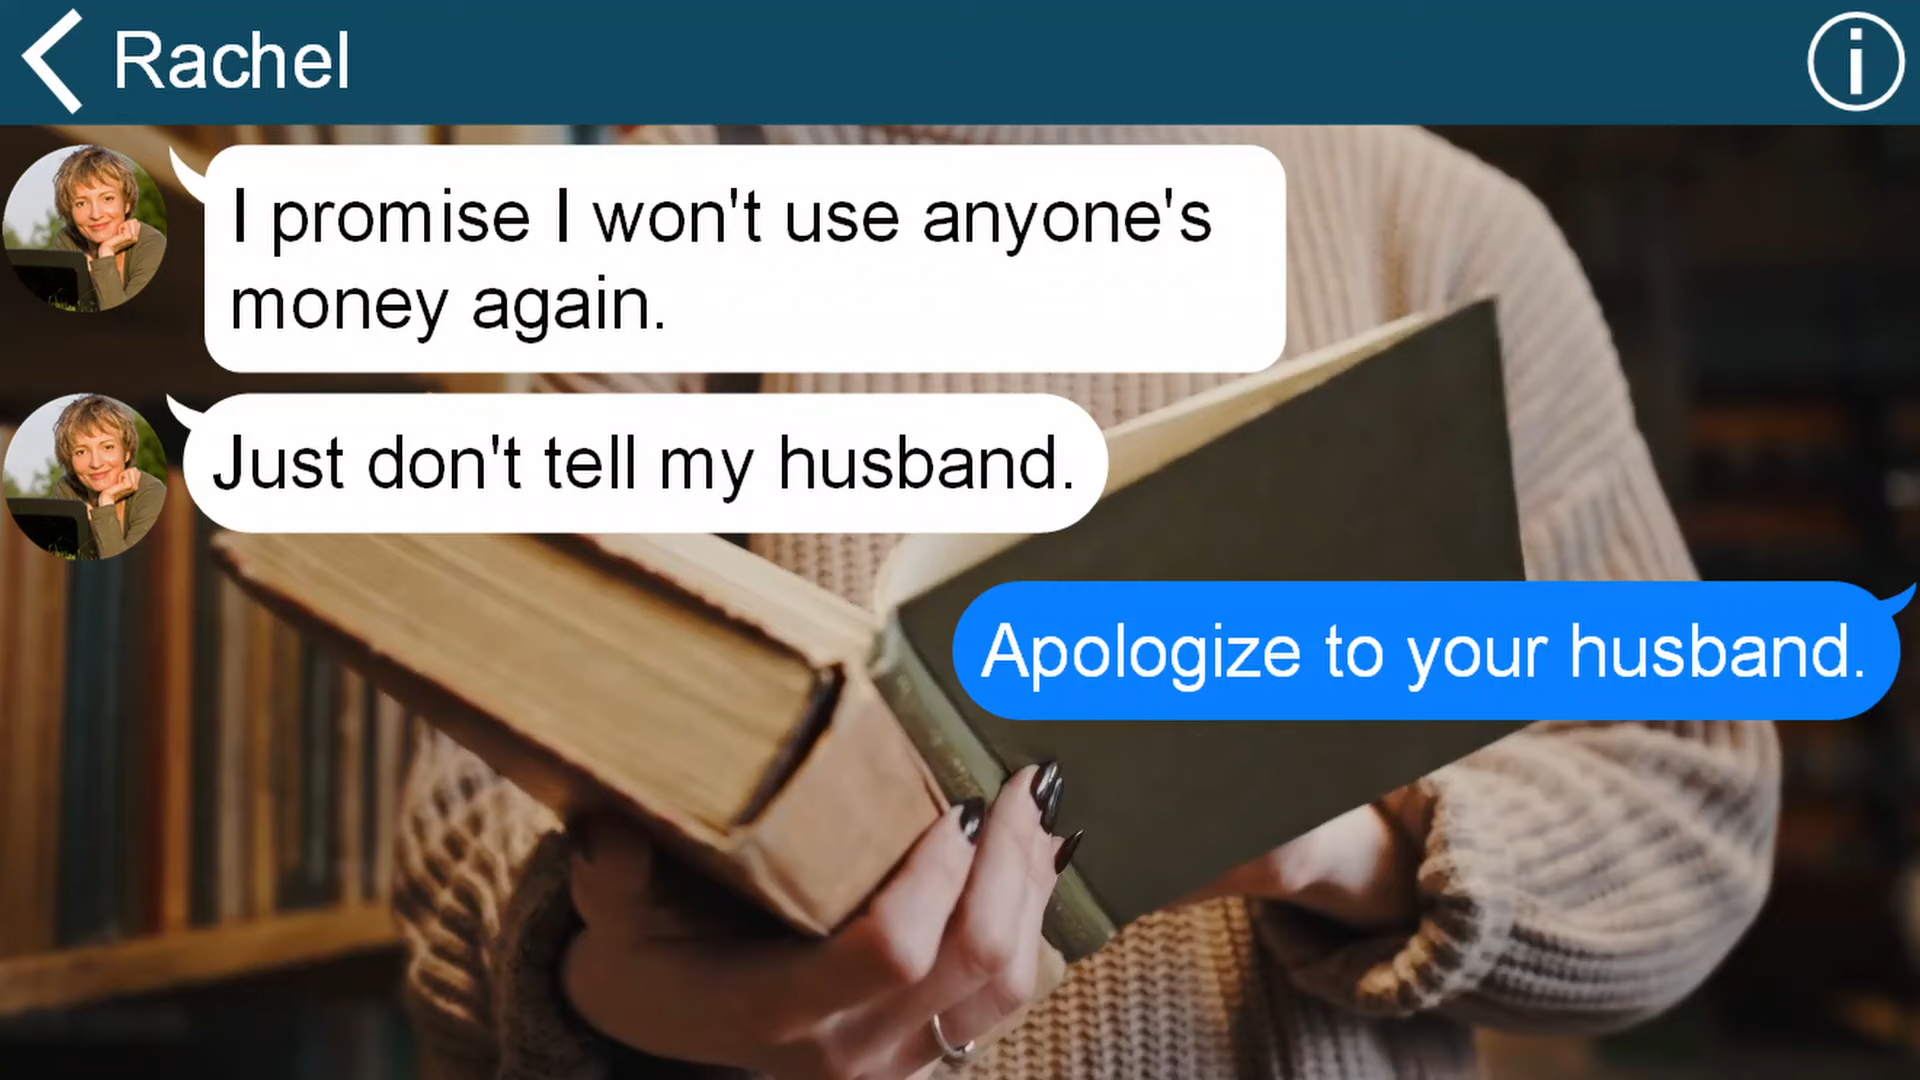 Rachel
I promise I won't use anyone's
money again.
Just don't tell my husband.
Apologize to your husband.